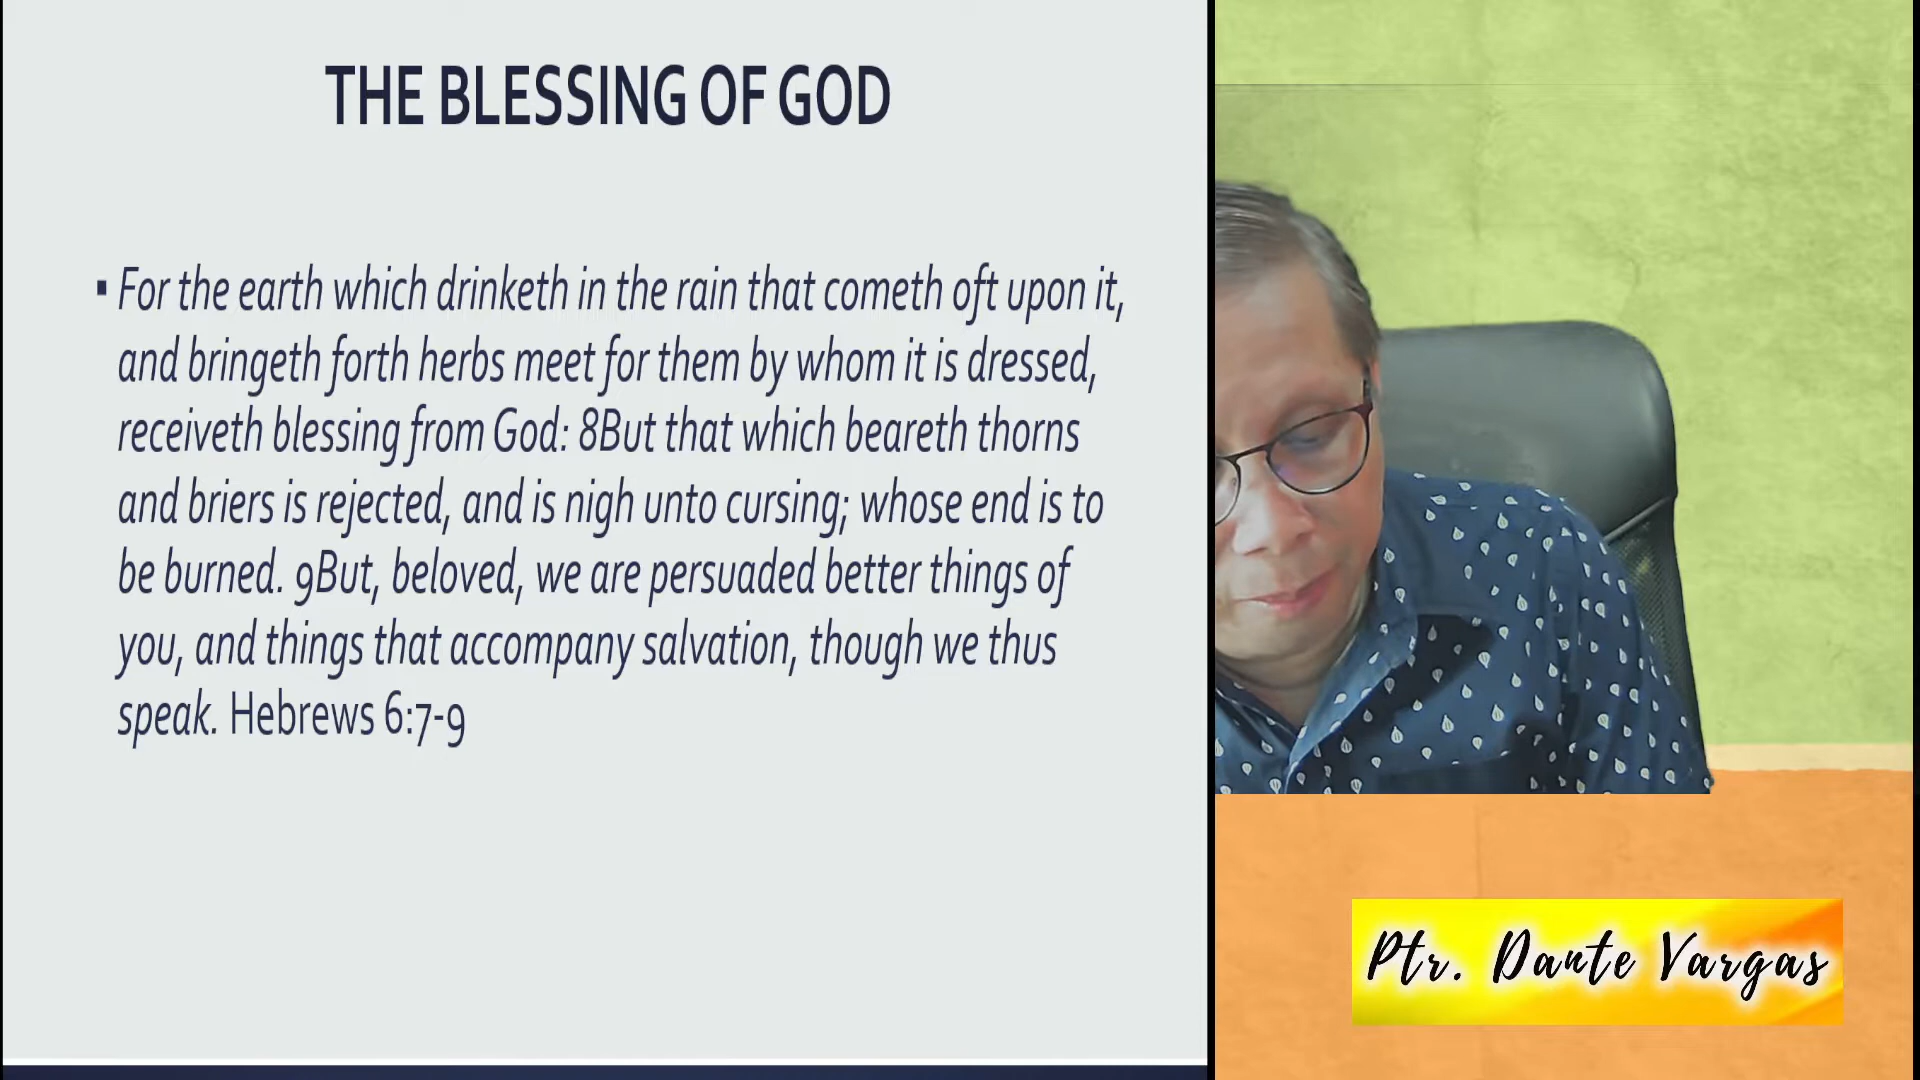 THE BLESSING OF GOD
▪ For the earth which drinketh in the rain that cometh oft upon it,
and bringeth forth herbs meet for them by whom it is dressed,
receiveth blessing from God: 8But that which beareth thorns
and briers is rejected, and is nigh unto cursing; whose end is to
be burned. 9But, beloved, we are persuaded better things of
you, and things that accompany salvation, though we thus
speak. Hebrews 6:7-9
Ptr. Dante Vargas